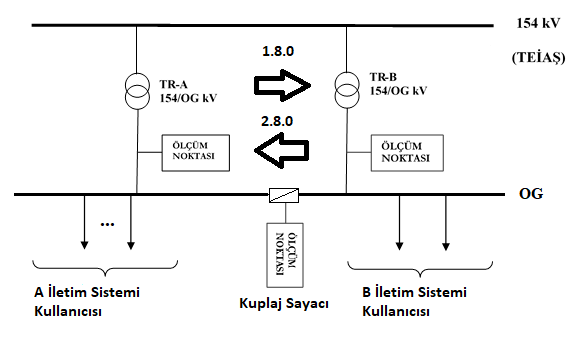 154 kV
(TEİAŞ)
1.8.0
TR-A
154/OG kV
TR-B
154/OG kV
2.8.0
ÖLÇÜM
NOKTASI
ÖLÇÜM
NOKTASI
OG
...
ÖLÇÜM
NOKTASI
A İletim Sistemi
Kullanıcısı
Kuplaj Sayacı
B İletim Sistemi
Kullanıcısı